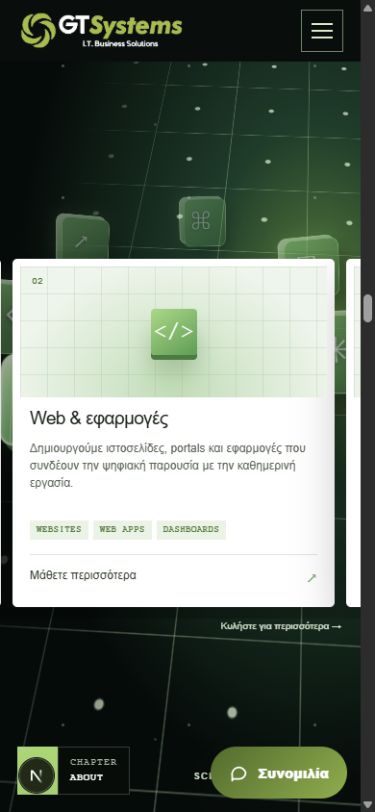 GTSystems
I.T. Business Solutions
02
</>
Web & εφαρμογές
Δημιουργούμε ιστοσελίδες, portals και εφαρμογές που
συνδέουν την ψηφιακή παρουσία με την καθημερινή
εργασία.
WEBSITES WEB APPS DASHBOARDS
Μάθετε περισσότερα ↗
Κυλήστε για περισσότερα →
N
CHAPTER
ABOUT
Συνομιλία